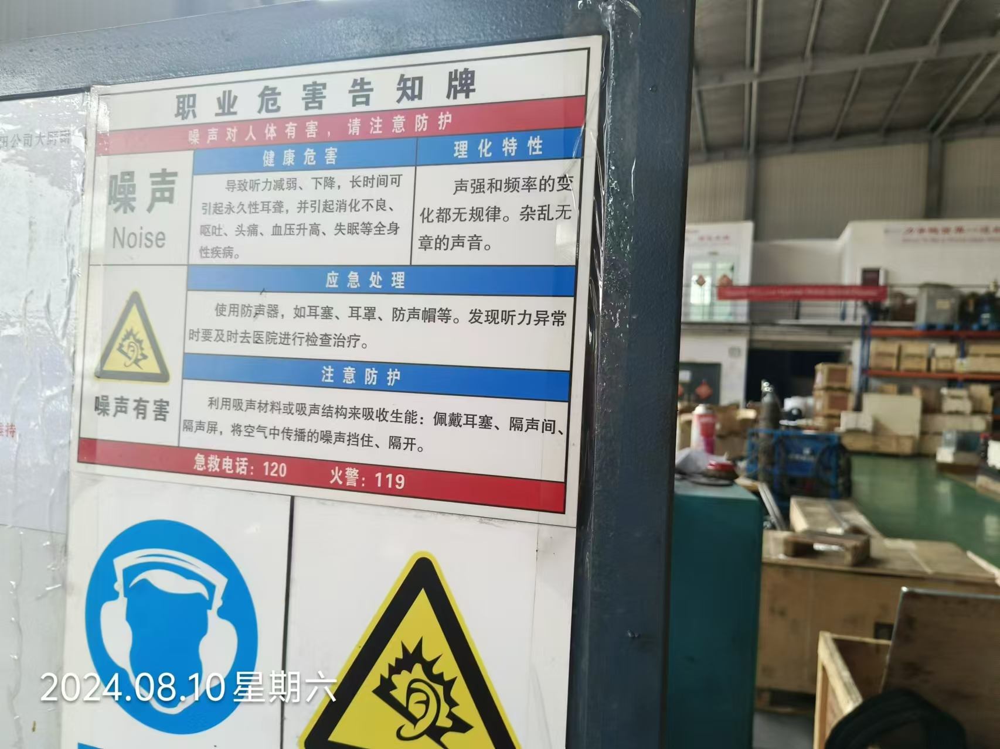 职业危害告知牌
噪声对人体有害，请注意防护
噪声
Noise
健康危害
导致听力减弱、下降，长时间可
引起永久性耳聋，并引起消化不良、
呕吐、头痛、血压升高、失眠等全身
性疾病。
理化特性
声强和频率的变
化都无规律。杂乱无
章的声音。
应急处理
使用防声器，如耳塞、耳罩、防声帽等。发现听力异常
时要及时去医院进行检查治疗。
噪声有害
注意防护
利用吸声材料或吸声结构来吸收生能：佩戴耳塞、隔声间、
隔声屏，将空气中传播的噪声挡住、隔开。
急救电话：120 火警：119
2024.08.10 星期六